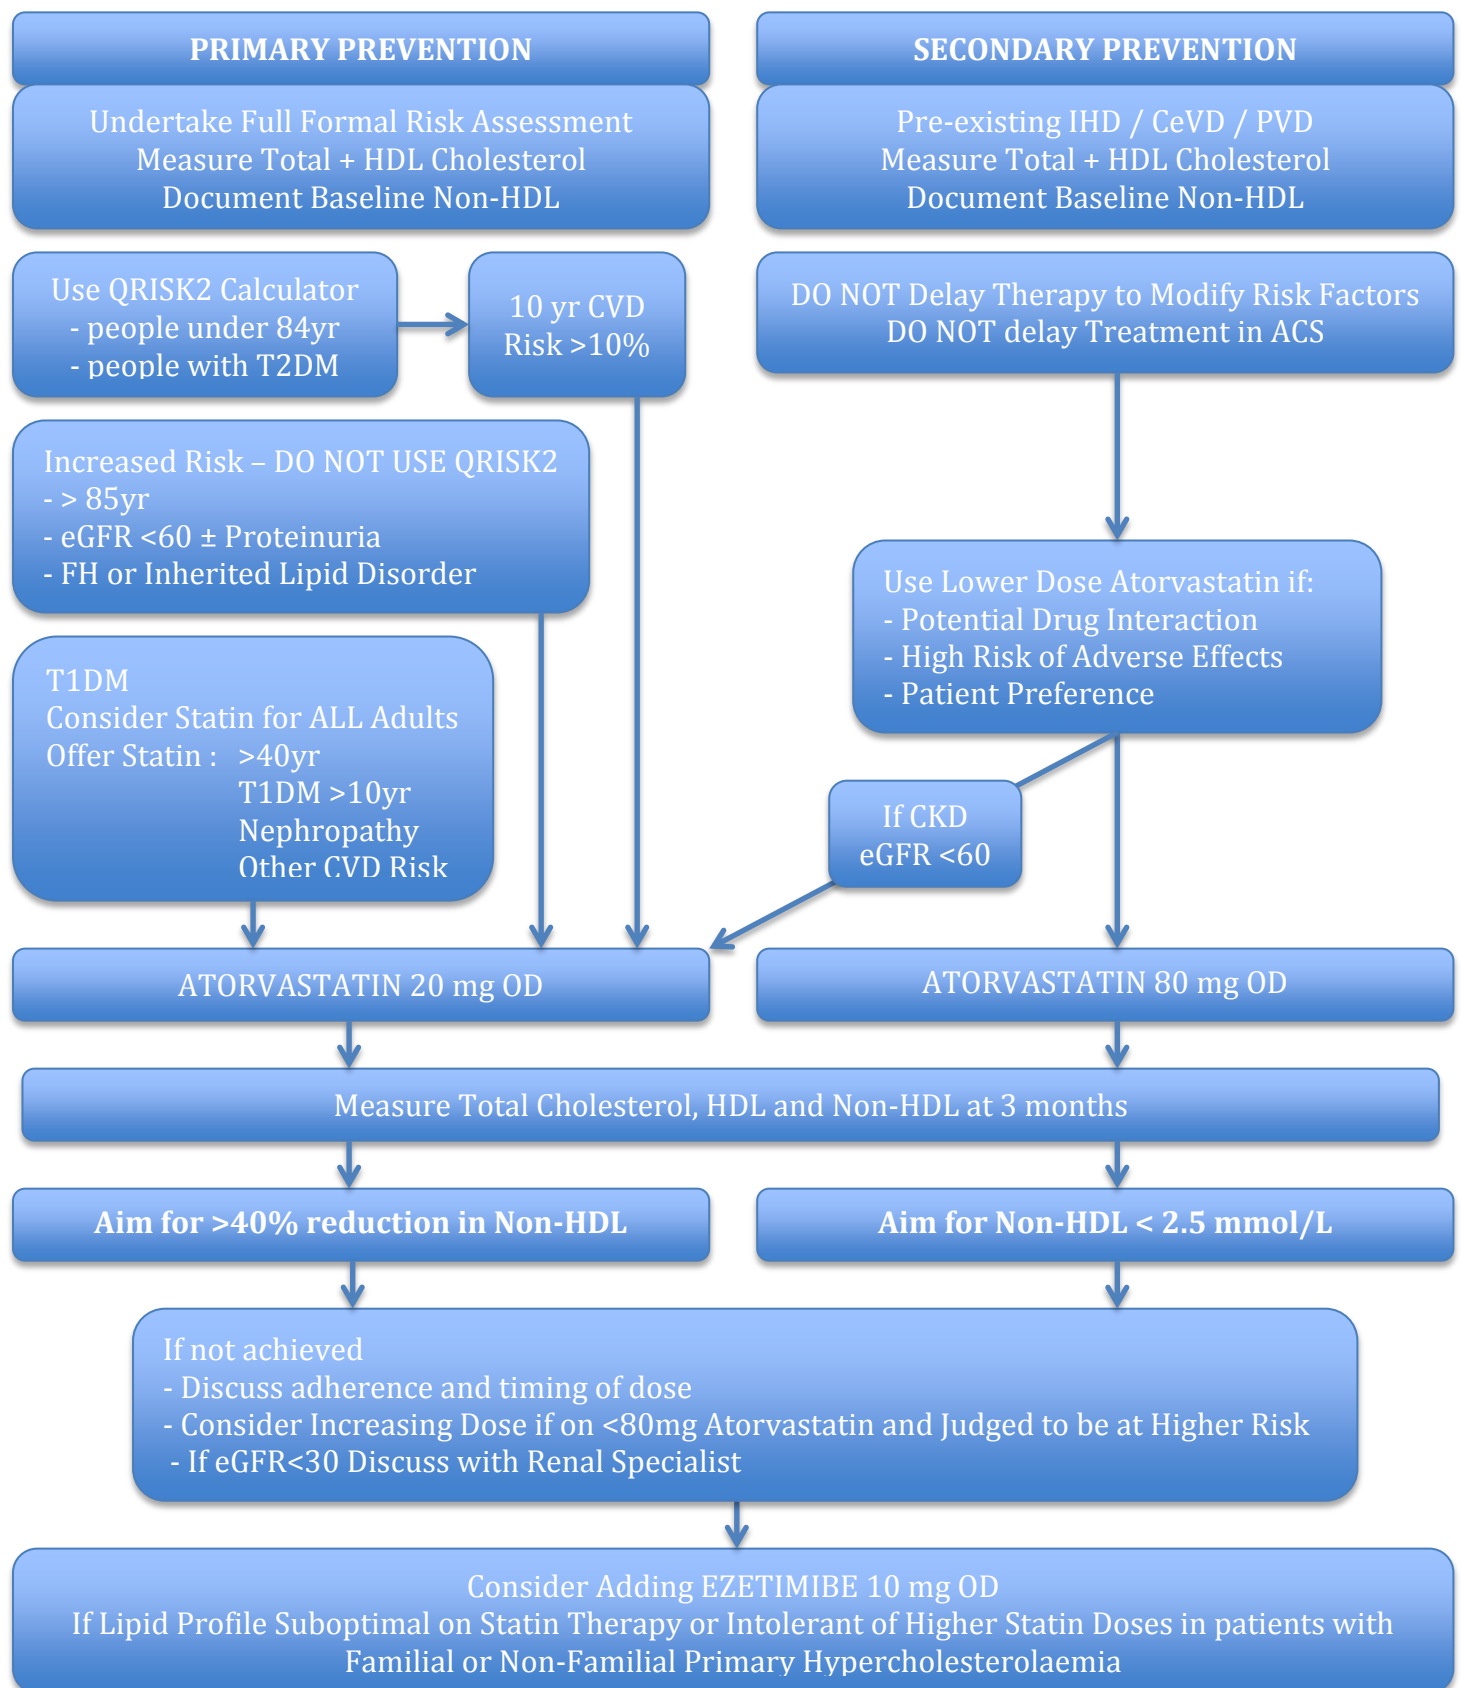 PRIMARY PREVENTION
Undertake Full Formal Risk Assessment
Measure Total + HDL Cholesterol
Document Baseline Non-HDL
SECONDARY PREVENTION
Pre-existing IHD / CeVD / PVD
Measure Total + HDL Cholesterol
Document Baseline Non-HDL
Use QRISK2 Calculator
- people under 84yr
- people with T2DM
10 yr CVD
Risk >10%
DO NOT Delay Therapy to Modify Risk Factors
DO NOT delay Treatment in ACS
Increased Risk – DO NOT USE QRISK2
- > 85yr
- eGFR <60 ± Proteinuria
- FH or Inherited Lipid Disorder
Use Lower Dose Atorvastatin if:
- Potential Drug Interaction
- High Risk of Adverse Effects
- Patient Preference
T1DM
Consider Statin for ALL Adults
Offer Statin : >40yr
T1DM >10yr
Nephropathy
Other CVD Risk
If CKD
eGFR <60
ATORVASTATIN 20 mg OD
ATORVASTATIN 80 mg OD
Measure Total Cholesterol, HDL and Non-HDL at 3 months
Aim for >40% reduction in Non-HDL
Aim for Non-HDL < 2.5 mmol/L
If not achieved
- Discuss adherence and timing of dose
- Consider Increasing Dose if on <80mg Atorvastatin and Judged to be at Higher Risk
- If eGFR<30 Discuss with Renal Specialist
Consider Adding EZETIMIBE 10 mg OD
If Lipid Profile Suboptimal on Statin Therapy or Intolerant of Higher Statin Doses in patients with
Familial or Non-Familial Primary Hypercholesterolaemia